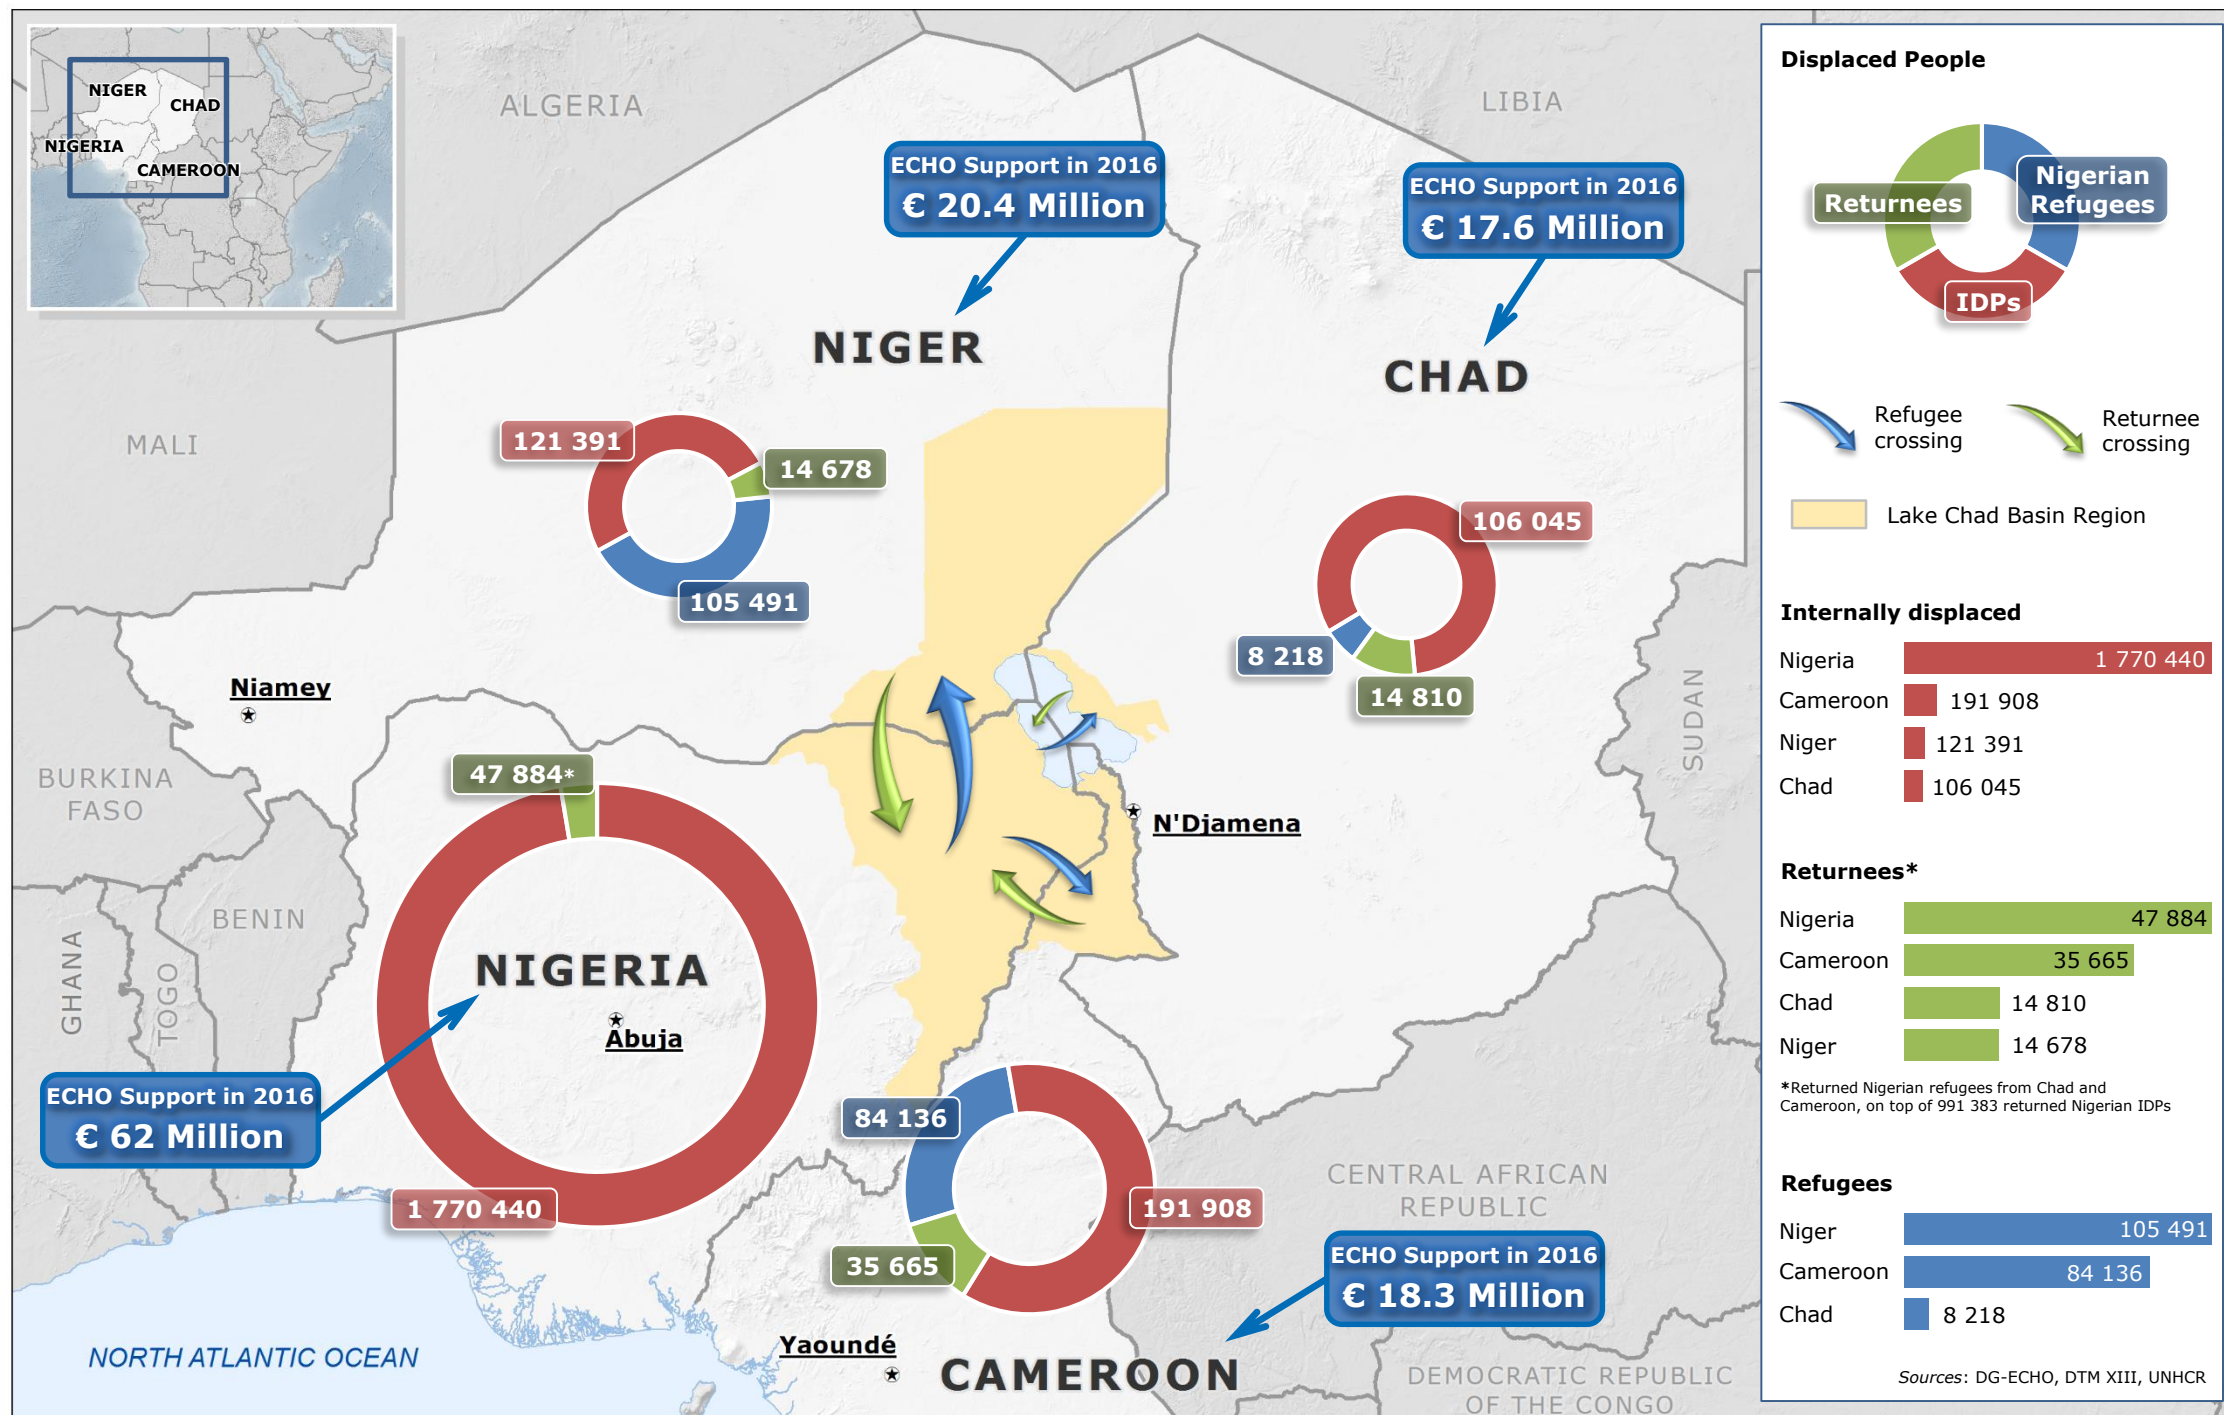 NIGER
CHAD
NIGERIA
CAMEROON
ALGERIA
LIBIA
ECHO Support in 2016
€ 20.4 Million
ECHO Support in 2016
€ 17.6 Million
NIGER
CHAD
MALI
121 391
14 678
105 491
106 045
8 218
14 810
Niamey
SUDAN
BURKINA
FASO
47 884*
N'Djamena
BENIN
GHANA
TOGO
NIGERIA
Abuja
ECHO Support in 2016
€ 62 Million
1 770 440
84 136
191 908
35 665
CENTRAL AFRICAN
REPUBLIC
ECHO Support in 2016
€ 18.3 Million
NORTH ATLANTIC OCEAN
Yaoundé
CAMEROON
DEMOCRATIC REPUBLIC
OF THE CONGO
Displaced People
Returnees
Nigerian
Refugees
IDPs
Refugee
crossing
Returnee
crossing
Lake Chad Basin Region
Internally displaced
Nigeria 1 770 440
Cameroon 191 908
Niger 121 391
Chad 106 045
Returnees*
Nigeria 47 884
Cameroon 35 665
Chad 14 810
Niger 14 678
*Returned Nigerian refugees from Chad and
Cameroon, on top of 991 383 returned Nigerian IDPs
Refugees
Niger 105 491
Cameroon 84 136
Chad 8 218
Sources: DG-ECHO, DTM XIII, UNHCR